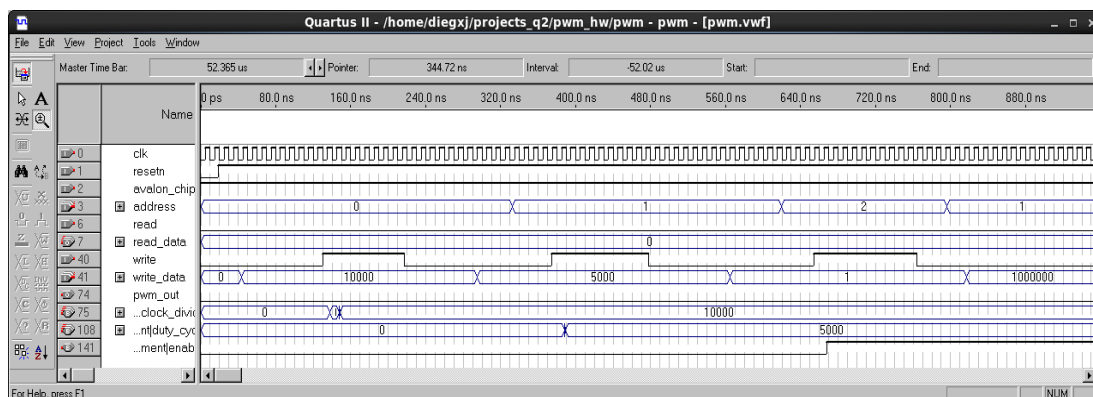 Quartus II - /home/diegxj/projects_q2/pwm_hw/pwm - pwm - [pwm.vwf]
File Edit View Project Tools Window
Master Time Bar: 52.365 us Pointer: 344.72 ns Interval: -52.02 us Start: End:
0 ps 80.0 ns 160.0 ns 240.0 ns 320.0 ns 400.0 ns 480.0 ns 560.0 ns 640.0 ns 720.0 ns 800.0 ns 880.0 ns
Name
0 clk
1 resetn
2 avalon_chip
3 address 0 1 2 1
6 read
7 read_data 0
40 write
41 write_data 0 10000 5000 1 1000000
74 pwm_out
75 ...clock_divid 0 10000
108 ...nt|duty_cyc 0 5000
141 ...ment|enab
For Help, press F1 NUM